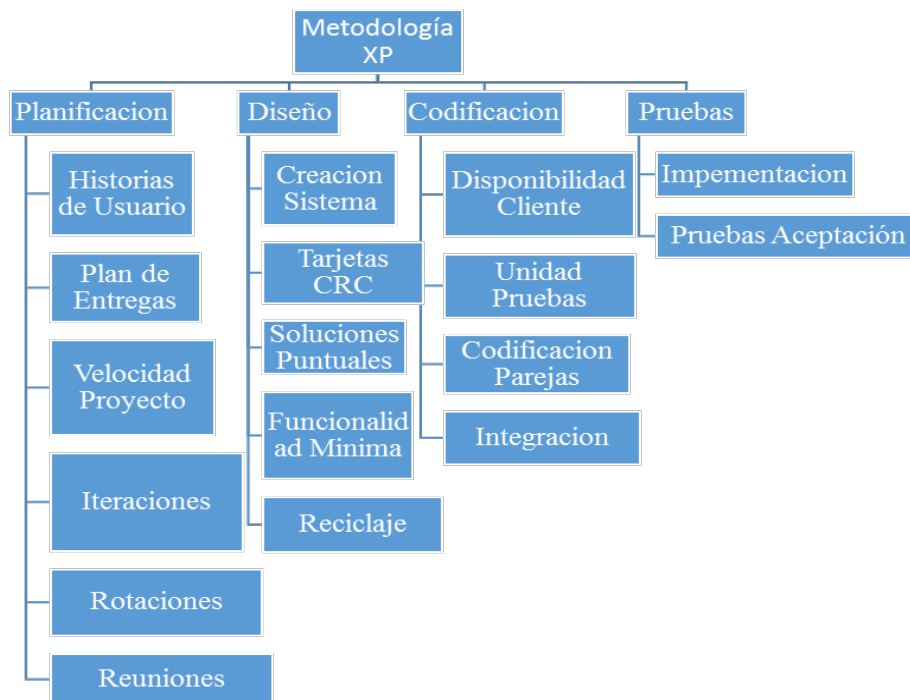 Metodología
XP
Planificacion
Historias
de Usuario
Plan de
Entregas
Velocidad
Proyecto
Iteraciones
Rotaciones
Reuniones
Diseño
Creacion
Sistema
Tarjetas
CRC
Soluciones
Puntuales
Funcionalid
ad Minima
Reciclaje
Codificacion
Disponibilidad
Cliente
Unidad
Pruebas
Codificacion
Parejas
Integracion
Pruebas
Impementacion
Pruebas Aceptación